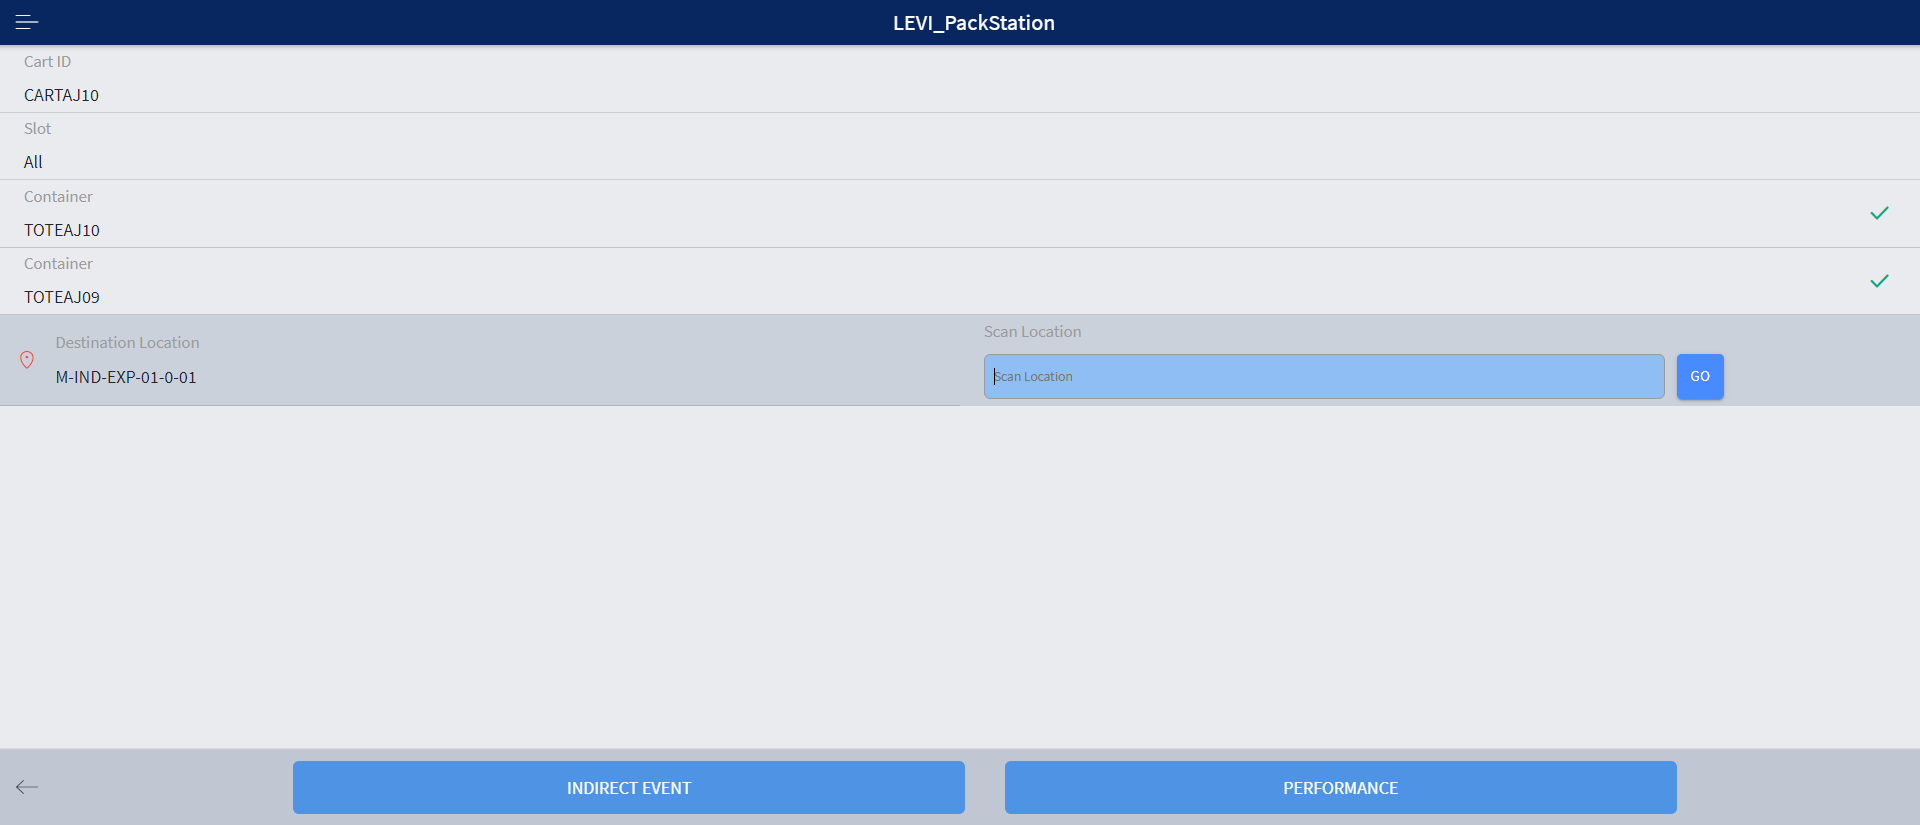 LEVI_PackStation
Cart ID
CARTAJ10
Slot
All
Container
TOTEAJ10
Container
TOTEAJ09
Destination Location
M-IND-EXP-01-0-01
Scan Location
Scan Location
GO
INDIRECT EVENT
PERFORMANCE